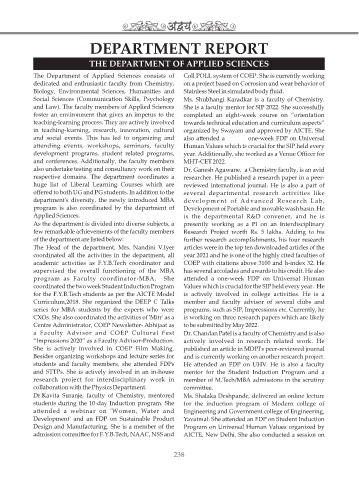 अद्वय
DEPARTMENT REPORT
THE DEPARTMENT OF APPLIED SCIENCES
The Department of Applied Sciences consists of
dedicated and enthusiastic faculty from Chemistry,
Biology, Environmental Sciences, Humanities and
Social Sciences (Communication Skills, Psychology
and Law). The faculty members of Applied Sciences
foster an environment that gives an impetus to the
teaching-learning process. They are actively involved
in teaching-learning, research, innovation, cultural
and social events. This has led to organizing and
attending events, workshops, seminars, faculty
development programs, student related programs,
and conferences. Additionally, the faculty members
also undertake testing and consultancy work on their
respective domains. The department coordinates a
huge list of Liberal Learning Courses which are
offered to both UG and PG students. In addition to the
department's diversity, the newly introduced MBA
program is also coordinated by the department of
Applied Sciences.
As the department is divided into diverse subjects, a
few remarkable achievements of the faculty members
of the department are listed below:
The Head of the department, Mrs. Nandini V.Iyer
coordinated all the activities in the department, all
academic activities as F.Y.B.Tech coordinator and
supervised the overall functioning of the MBA
program as Faculty coordinator-MBA. She
coordinated the two week Student Induction Program
for the F.Y.B.Tech students as per the AICTE Model
Curriculum,2018. She organized the DEEP C Talks
series for MBA students by the experts who were
CXOs. She also coordinated the activities of 'Mitr' as a
Centre Administrator, COEP Newsletter- Abhijaat as
a Faculty Advisor and COEP Cultural Fest
"Impressions 2020" as a Faculty Advisor-Production.
She is actively involved in COEP Film Making.
Besides organizing workshops and lecture series for
students and faculty members, she attended FDPs
and STTPs. She is actively involved in an in-house
research project for interdisciplinary work in
collaboration with the Physics Department.
Dr.Kavita Suranje, faculty of Chemistry, mentored
students during the 10-day Induction program. She
attended a webinar on 'Women, Water and
Development' and an FDP on Sustainable Product
Design and Manufacturing. She is a member of the
admission committee for F.Y.B.Tech, NAAC, NSS and
Coll POLL system of COEP. She is currently working
on a project based on Corrosion and wear behavior of
Stainless Steel in simulated body fluid.
Ms. Shubhangi Karadkar is a faculty of Chemistry.
She is a faculty mentor for SIP 2022. She successfully
completed an eight-week course on "orientation
towards technical education and curriculum aspects"
organized by Swayam and approved by AICTE. She
also attended a one-week FDP on Universal
Human Values which is crucial for the SIP held every
year. Additionally, she worked as a Venue Officer for
MHT-CET 2022.
Dr. Ganesh Agawane, a Chemistry faculty, is an avid
researcher. He published a research paper in a peer-
reviewed international journal. He is also a part of
several departmental research activities like
development of Advanced Research Lab,
Development of Portable and movable wash basin. He
is the departmental R&D convener, and he is
presently working as a PI on an Interdisciplinary
Research Project worth Rs. 5 lakhs. Adding to his
further research accomplishments, his four research
articles were in the top ten downloaded articles of the
year 2021 and he is one of the highly cited faculties of
COEP with citations above 3100 and h-index 32. He
has several accolades and awards to his credit. He also
attended a one-week FDP on Universal Human
Values which is crucial for the SIP held every year. He
is actively involved in college activities. He is a
member and faculty advisor of several clubs and
programs, such as SIP, Impressions etc. Currently, he
is working on three research papers which are likely
to be submitted by May 2022.
Dr. Chandan Patel is a faculty of Chemistry and is also
actively involved in research related work. He
published an article in MDPI's peer-reviewed journal
and is currently working on another research project.
He attended an FDP on UHV. He is also a faculty
mentor for the Student Induction Program and a
member of M.Tech/MBA admissions in the scrutiny
committee.
Ms. Shalaka Deshpande, delivered an online lecture
for the induction program of Modern college of
Engineering and Government college of Engineering,
Yavatmal. She attended an FDP on Student Induction
Program on Universal Human Values organized by
AICTE, New Delhi. She also conducted a session on
238